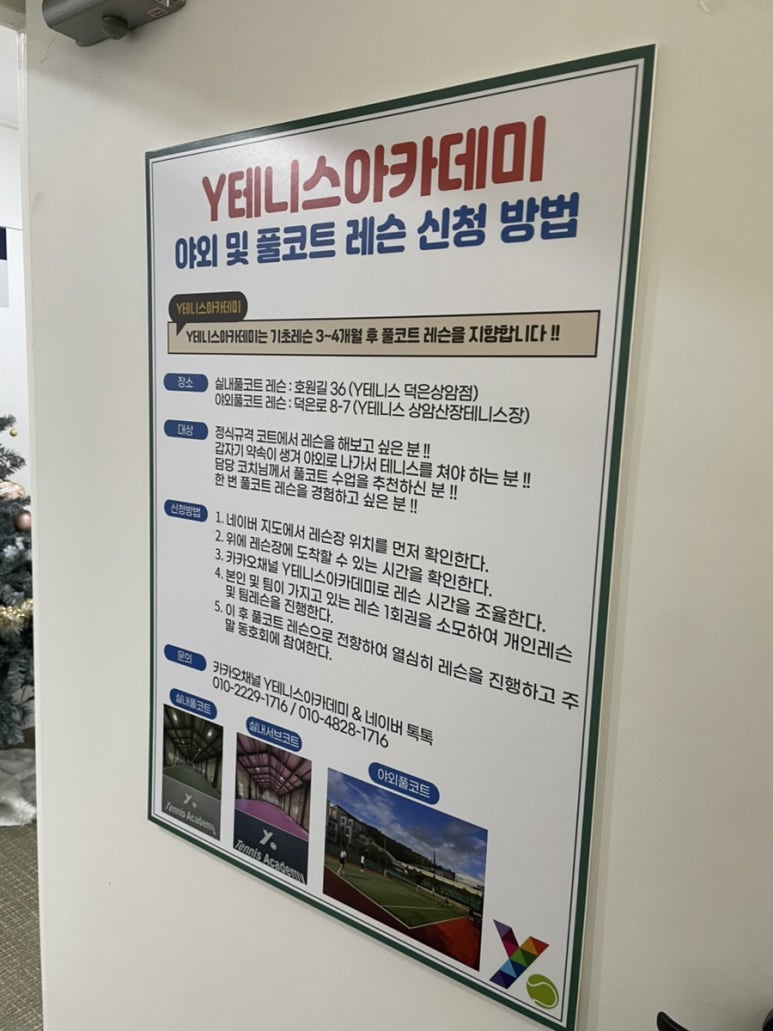 Y테니스아카데미
야외 및 풀코트 레슨 신청 방법
Y테니스아카데미
Y테니스아카데미는 기초레슨 3~4개월 후 풀코트 레슨을 지향합니다 !!
장소
실내풀코트 레슨 : 호원길 36 (Y테니스 덕은상암점)
야외풀코트 레슨 : 덕은로 8-7 (Y테니스 상암산장테니스장)
대상
정식규격 코트에서 레슨을 해보고 싶은 분 !!
갑자기 약속이 생겨 야외로 나가서 테니스를 쳐야 하는 분 !!
담당 코치님께서 풀코트 수업을 추천하신 분 !!
한 번 풀코트 레슨을 경험하고 싶은 분 !!
신청방법
1. 네이버 지도에서 레슨장 위치를 먼저 확인한다.
2. 위에 레슨장에 도착할 수 있는 시간을 확인한다.
3. 카카오채널 Y테니스아카데미로 레슨 시간을 조율한다.
4. 본인 및 팀이 가지고 있는 레슨 1회권을 소모하여 개인레슨
및 팀레슨을 진행한다.
5. 이 후 풀코트 레슨으로 전향하여 열심히 레슨을 진행하고 주
말 동호회에 참여한다.
문의
카카오채널 Y테니스아카데미 & 네이버 톡톡
010-2229-1716 / 010-4828-1716
실내풀코트
실내서브코트
야외풀코트
Y
Tennis Academy
Y
Tennis Academy
Y